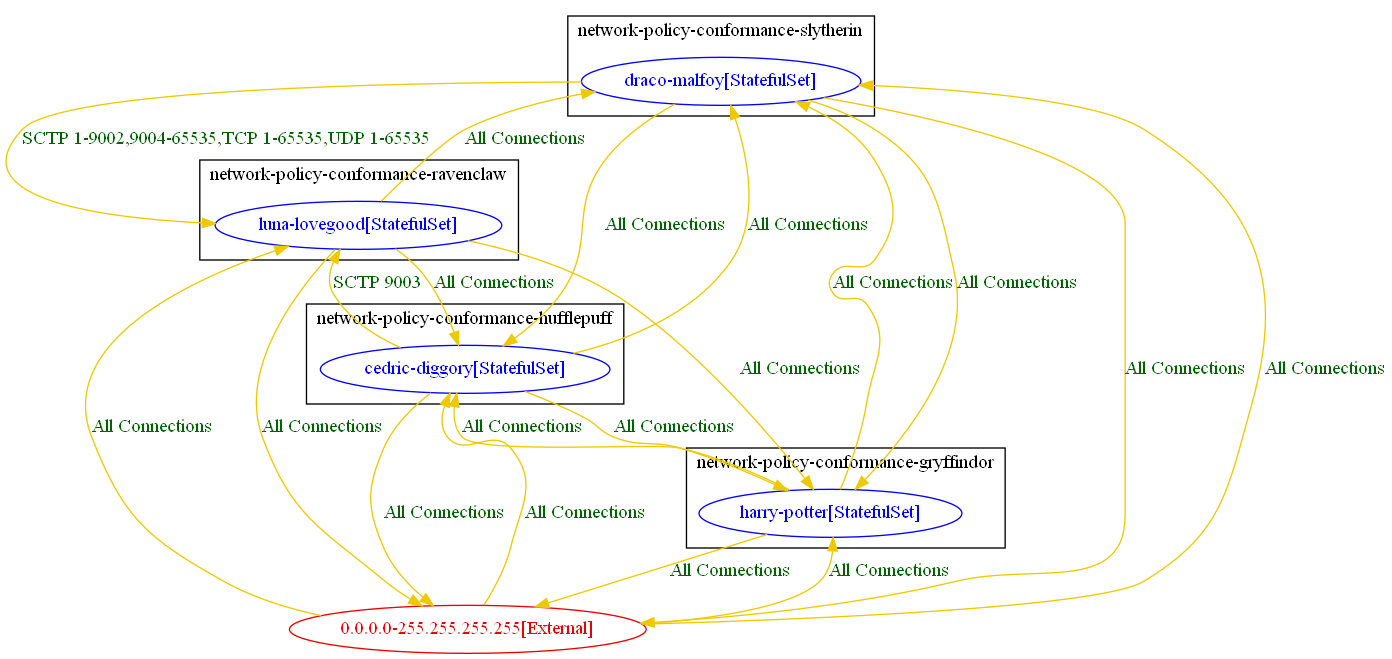 network-policy-conformance-slytherin
draco-malfoy[StatefulSet]
SCTP 1-9002,9004-65535,TCP 1-65535,UDP 1-65535
All Connections
network-policy-conformance-ravenclaw
luna-lovegood[StatefulSet]
All Connections
All Connections
SCTP 9003
All Connections
All Connections
All Connections
network-policy-conformance-hufflepuff
cedric-diggory[StatefulSet]
All Connections
All Connections
All Connections
All Connections
All Connections
All Connections
All Connections
network-policy-conformance-gryffindor
harry-potter[StatefulSet]
All Connections
All Connections
All Connections
All Connections
0.0.0.0-255.255.255.255[External]